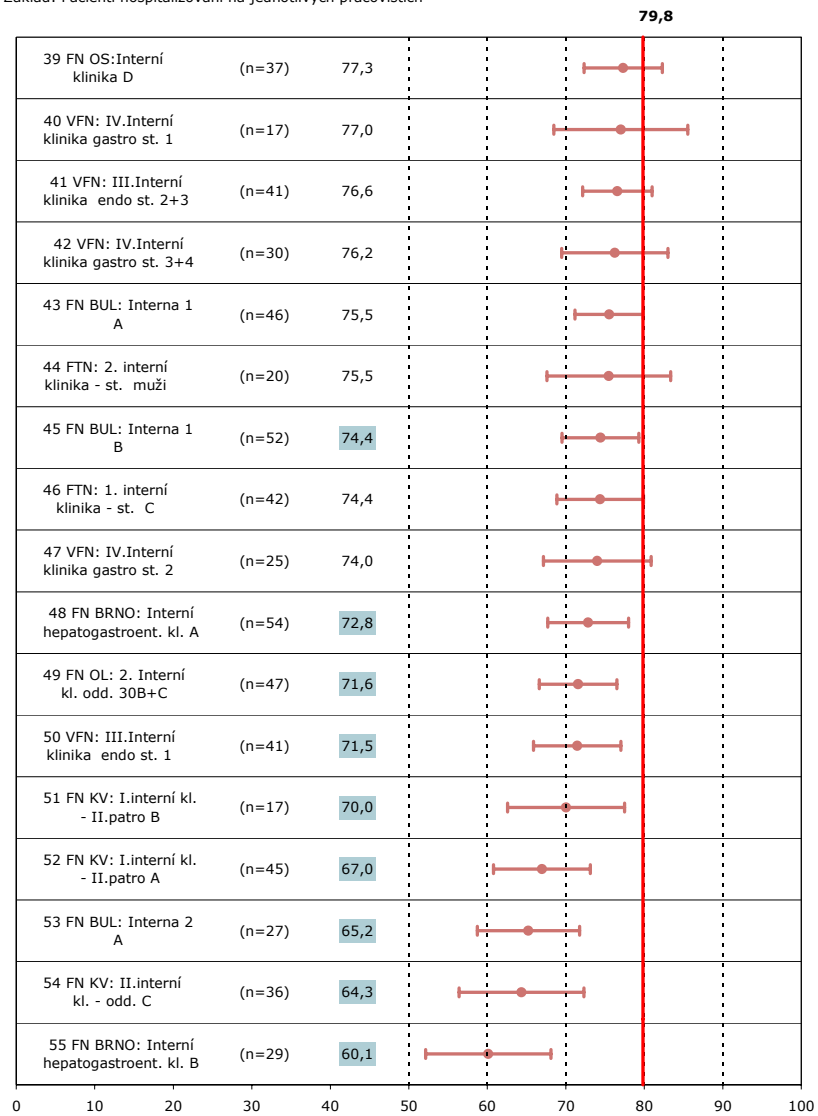 Základ: Pacienti hospitalizovaní na jednotlivých pracovištích
79,8
39 FN OS:Interní
klinika D
(n=37)
77,3
40 VFN: IV.Interní
klinika gastro st. 1
(n=17)
77,0
41 VFN: III.Interní
klinika endo st. 2+3
(n=41)
76,6
42 VFN: IV.Interní
klinika gastro st. 3+4
(n=30)
76,2
43 FN BUL: Interna 1
A
(n=46)
75,5
44 FTN: 2. interní
klinika - st. muži
(n=20)
75,5
45 FN BUL: Interna 1
B
(n=52)
74,4
46 FTN: 1. interní
klinika - st. C
(n=42)
74,4
47 VFN: IV.Interní
klinika gastro st. 2
(n=25)
74,0
48 FN BRNO: Interní
hepatogastroent. kl. A
(n=54)
72,8
49 FN OL: 2. Interní
kl. odd. 30B+C
(n=47)
71,6
50 VFN: III.Interní
klinika endo st. 1
(n=41)
71,5
51 FN KV: I.interní kl.
- II.patro B
(n=17)
70,0
52 FN KV: I.interní kl.
- II.patro A
(n=45)
67,0
53 FN BUL: Interna 2
A
(n=27)
65,2
54 FN KV: II.interní
kl. - odd. C
(n=36)
64,3
55 FN BRNO: Interní
hepatogastroent. kl. B
(n=29)
60,1
0 10 20 30 40 50 60 70 80 90 100